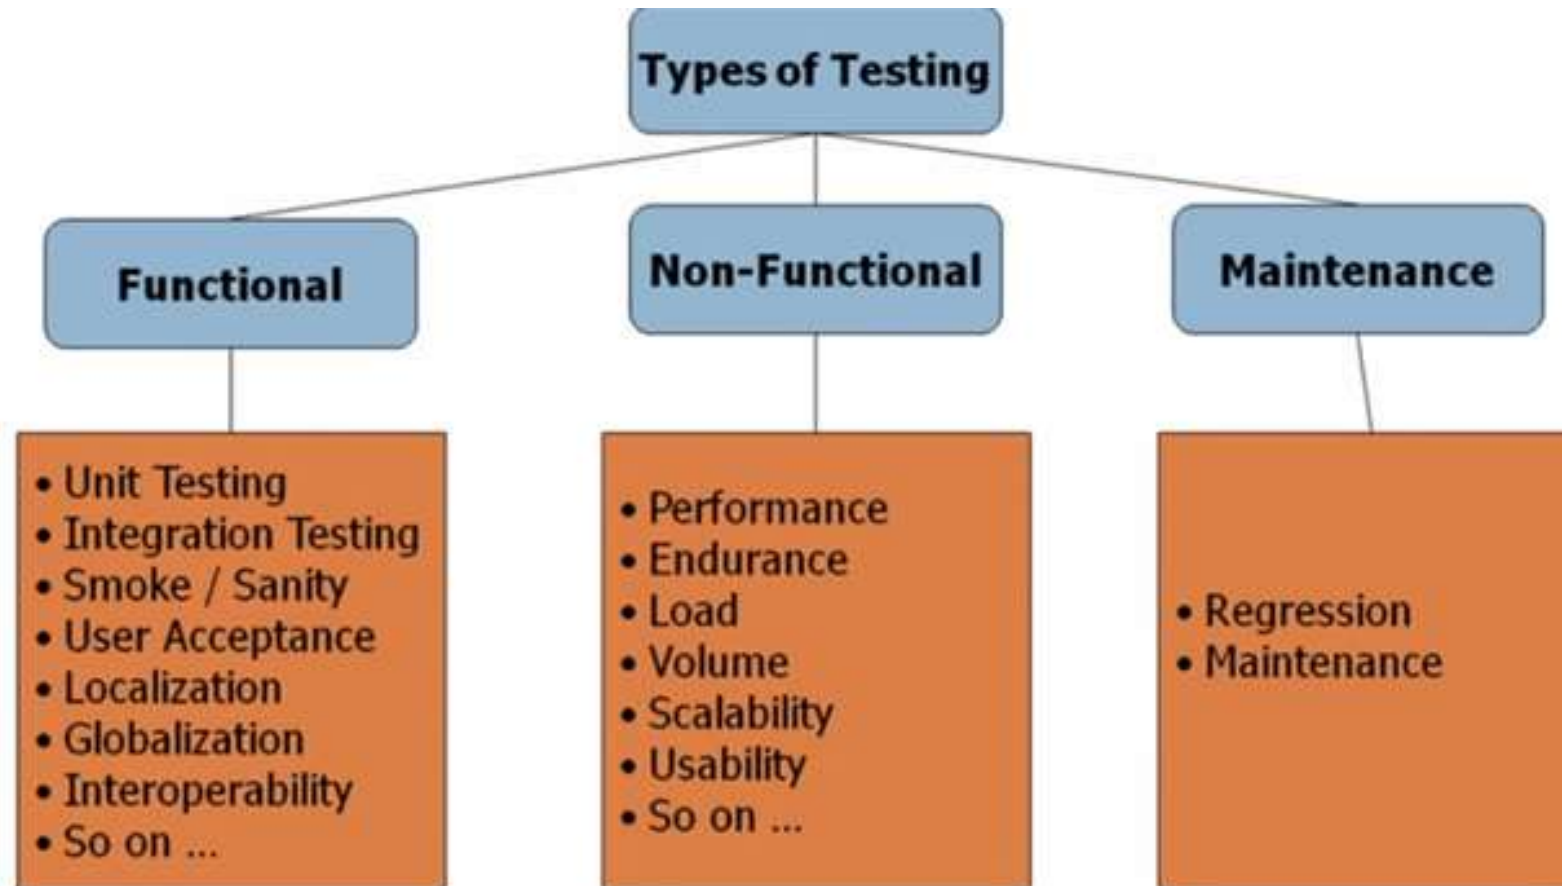 Types of Testing
Functional
Non-Functional
Maintenance
• Unit Testing
• Integration Testing
• Smoke / Sanity
• User Acceptance
• Localization
• Globalization
• Interoperability
• So on ...
• Performance
• Endurance
• Load
• Volume
• Scalability
• Usability
• So on ...
• Regression
• Maintenance